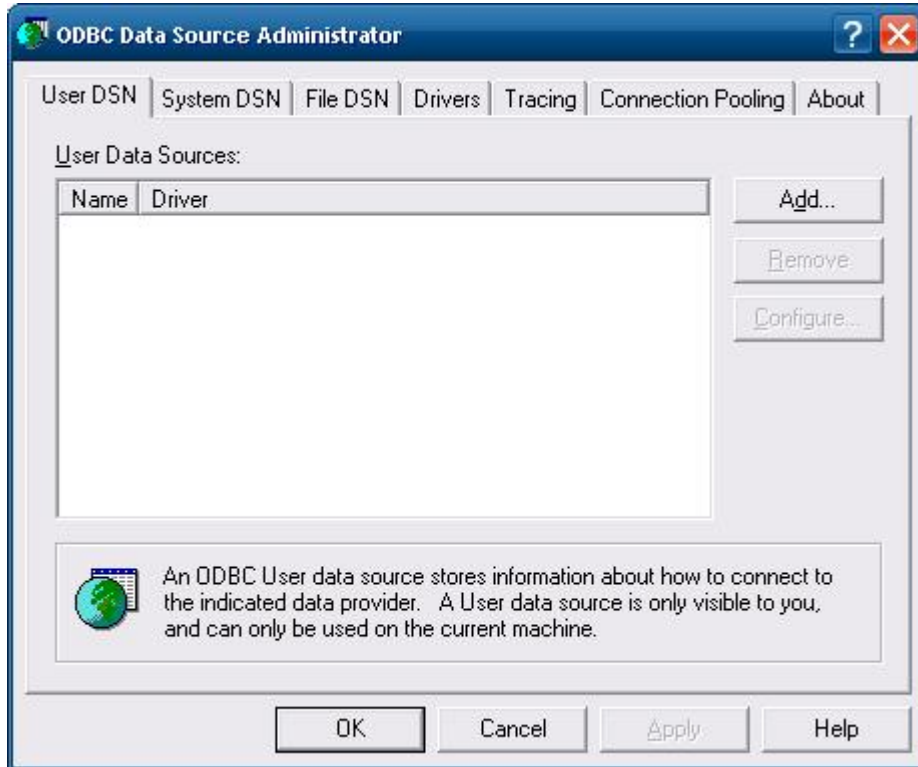 ODBC Data Source Administrator
User DSN System DSN File DSN Drivers Tracing Connection Pooling About
User Data Sources:
Name Driver
Add...
Remove
Configure...
An ODBC User data source stores information about how to connect to
the indicated data provider. A User data source is only visible to you,
and can only be used on the current machine.
OK Cancel Apply Help